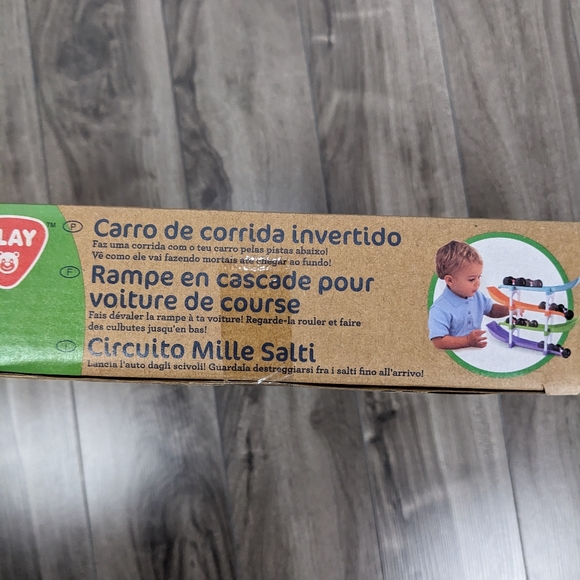 LAY
TM
P Carro de corrida invertido
Faz uma corrida com o teu carro pelas pistas abaixo!
Vê como ele vai fazendo mortais até chegar ao fundo!
F Rampe en cascade pour
voiture de course
Fais dévaler la rampe à ta voiture! Regarde-la rouler et faire
des culbutes jusqu'en bas!
I Circuito Mille Salti
Lancia l'auto dagli scivoli! Guardala destreggiarsi fra i salti fino all'arrivo!